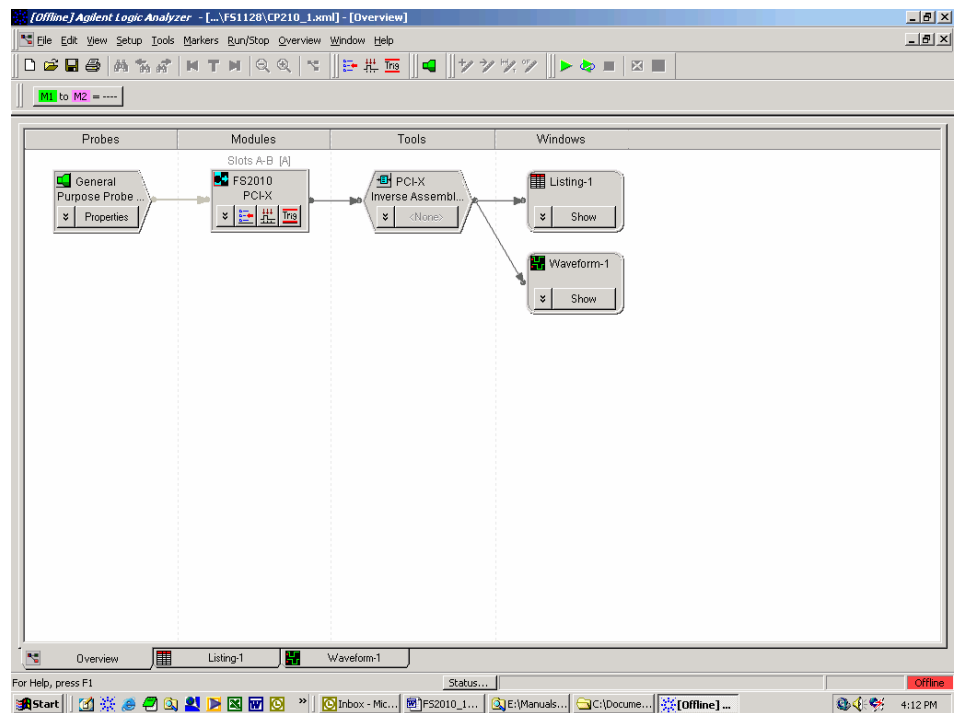 [Offline] Agilent Logic Analyzer - [...\FS1128\CP210_1.xml] - [Overview]
File Edit View Setup Tools Markers Run/Stop Overview Window Help
M1 to M2 = ----
Probes Modules Tools Windows
Slots A-B [A]
General
Purpose Probe ...
Properties
FS2010
PCI-X
Trig
PCI-X
Inverse Assembl...
<None>
Listing-1
Show
Waveform-1
Show
Overview Listing-1 Waveform-1
For Help, press F1 Status... Offline
Start Inbox - Mic... FS2010_1... E:\Manuals... C:\Docume... [Offline] ... 4:12 PM